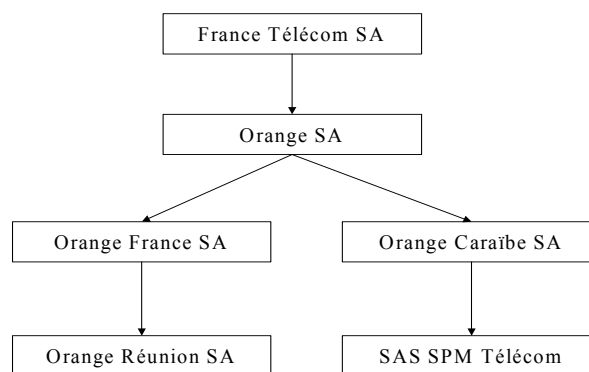 France Télécom SA
Orange SA
Orange France SA
Orange Caraïbe SA
Orange Réunion SA
SAS SPM Télécom